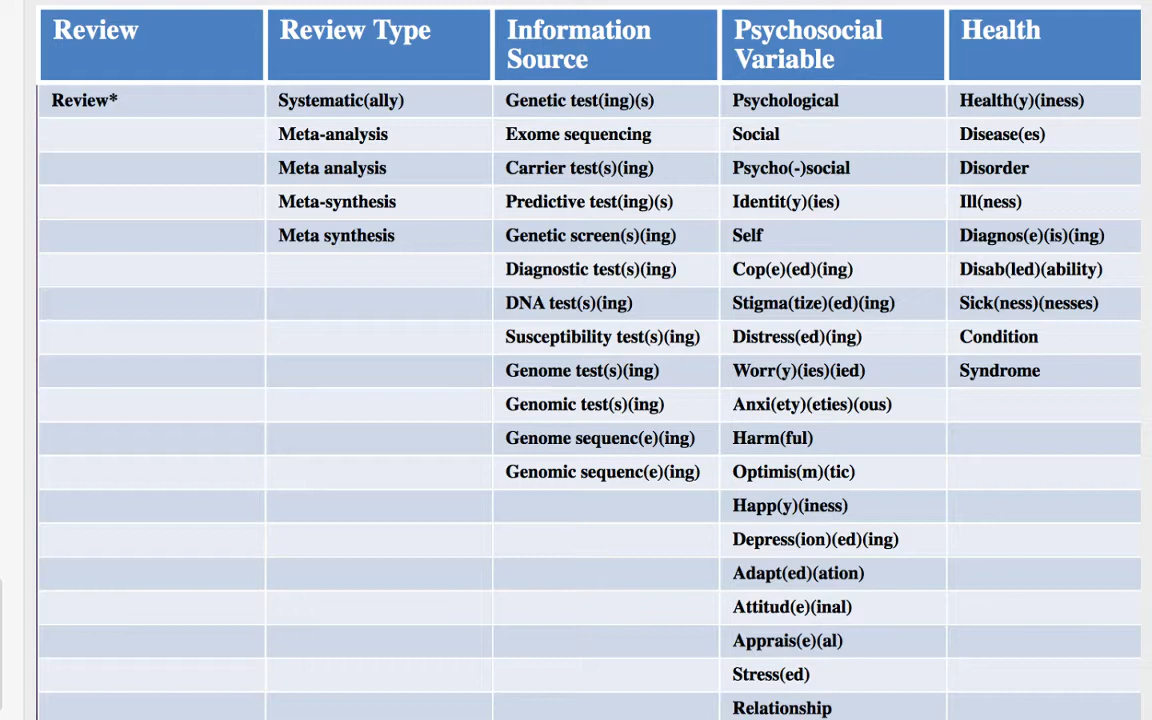 Review Review Type Information Source Psychosocial Variable Health
Review* Systematic(ally) Genetic test(ing)(s) Psychological Health(y)(iness)
Meta-analysis Exome sequencing Social Disease(es)
Meta analysis Carrier test(s)(ing) Psycho(-)social Disorder
Meta-synthesis Predictive test(ing)(s) Identit(y)(ies) Ill(ness)
Meta synthesis Genetic screen(s)(ing) Self Diagnos(e)(is)(ing)
Diagnostic test(s)(ing) Cop(e)(ed)(ing) Disab(led)(ability)
DNA test(s)(ing) Stigma(tize)(ed)(ing) Sick(ness)(nesses)
Susceptibility test(s)(ing) Distress(ed)(ing) Condition
Genome test(s)(ing) Worr(y)(ies)(ied) Syndrome
Genomic test(s)(ing) Anxi(ety)(eties)(ous)
Genome sequenc(e)(ing) Harm(ful)
Genomic sequenc(e)(ing) Optimis(m)(tic)
Happ(y)(iness)
Depress(ion)(ed)(ing)
Adapt(ed)(ation)
Attitud(e)(inal)
Apprais(e)(al)
Stress(ed)
Relationship